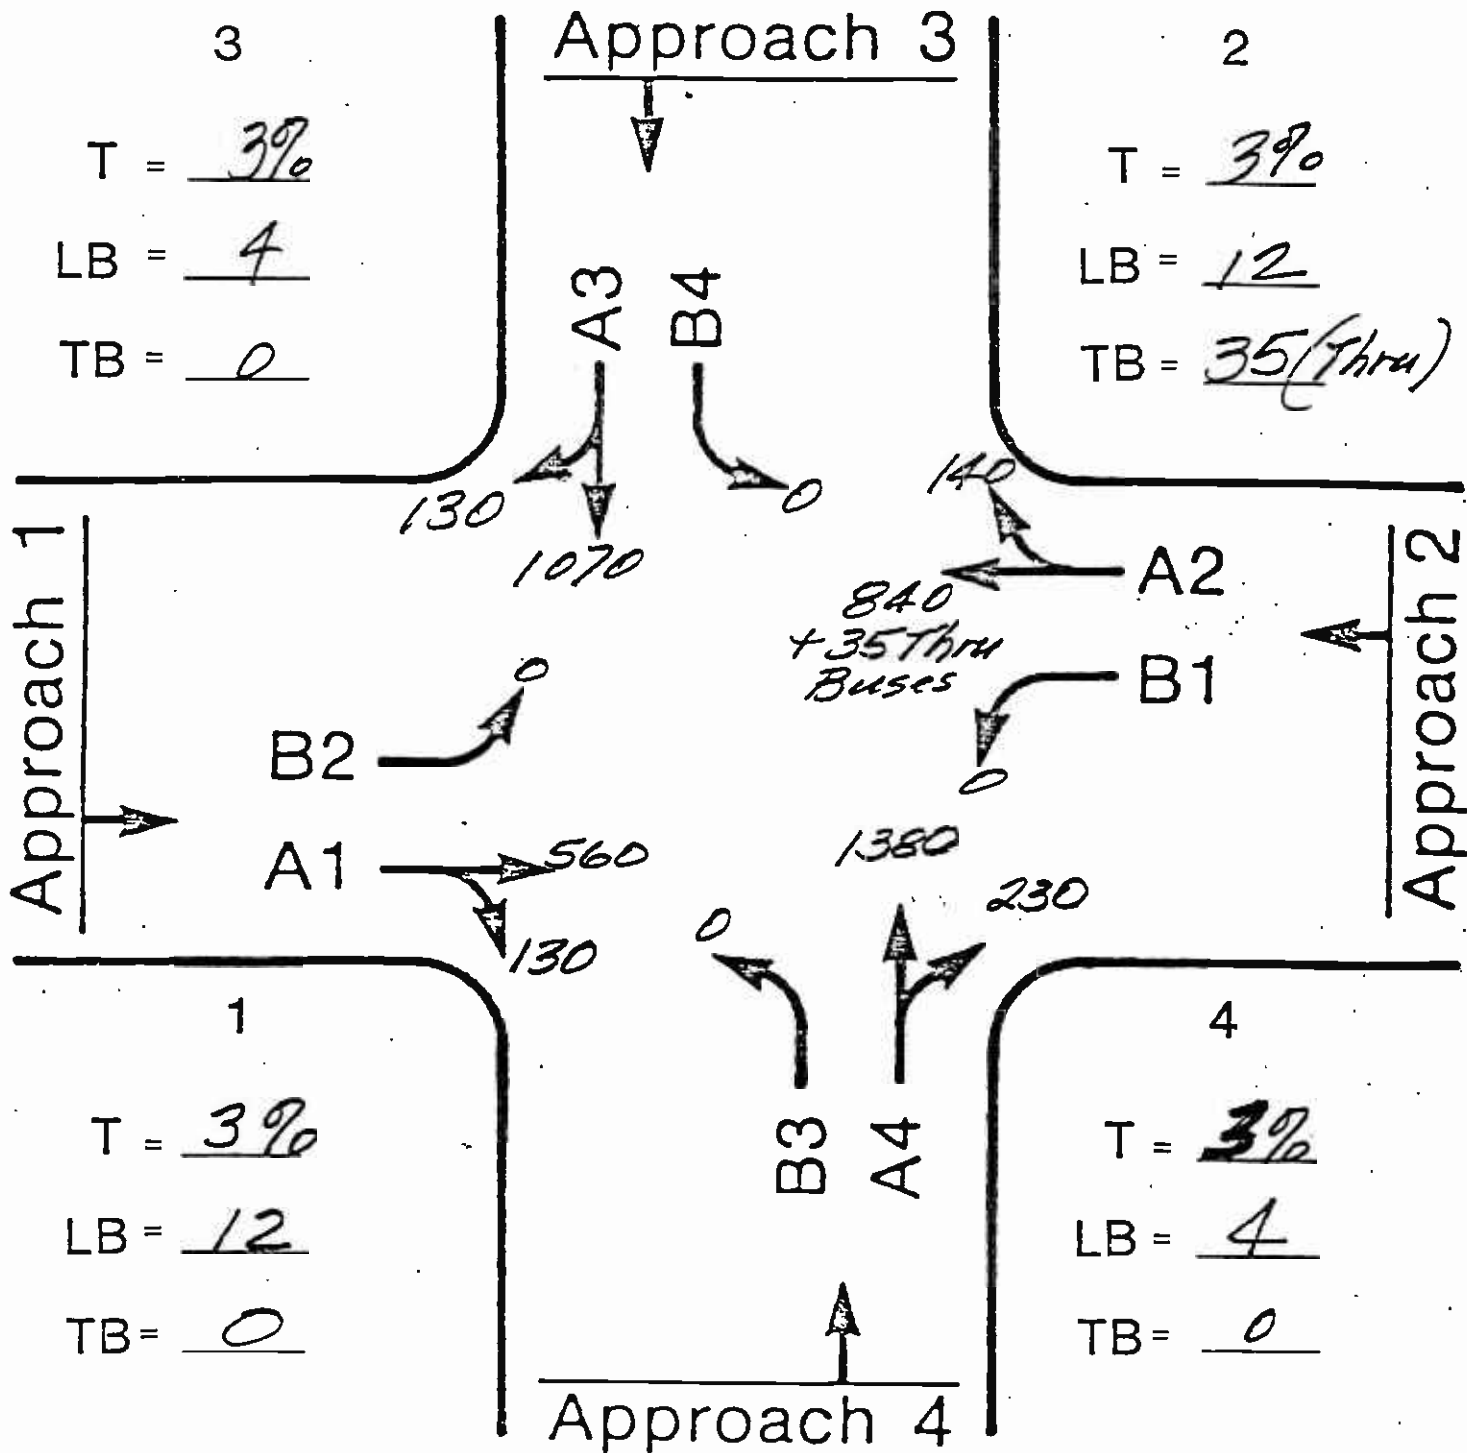 Approach 3
3
T = 3%
LB = 4
TB = 0
2
T = 3%
LB = 12
TB = 35 (Thru)
A3
B4
130
1070
0
140
A2
840
+35 Thru
Buses
B1
0
Approach 1
Approach 2
0
B2
A1
560
130
1380
230
0
B3
A4
1
T = 3%
LB = 12
TB = 0
4
T = 3%
LB = 4
TB = 0
Approach 4